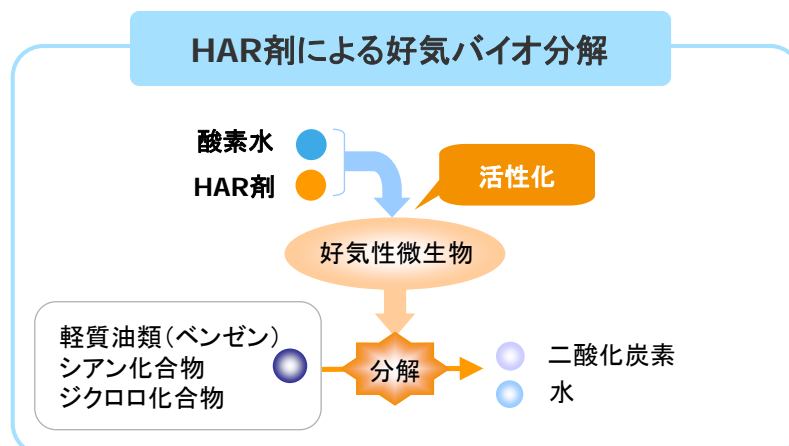 HAR剤による好気バイオ分解
酸素水
HAR剤
活性化
好気性微生物
軽質油類(ベンゼン)
シアン化合物
ジクロロ化合物
分解
二酸化炭素
水